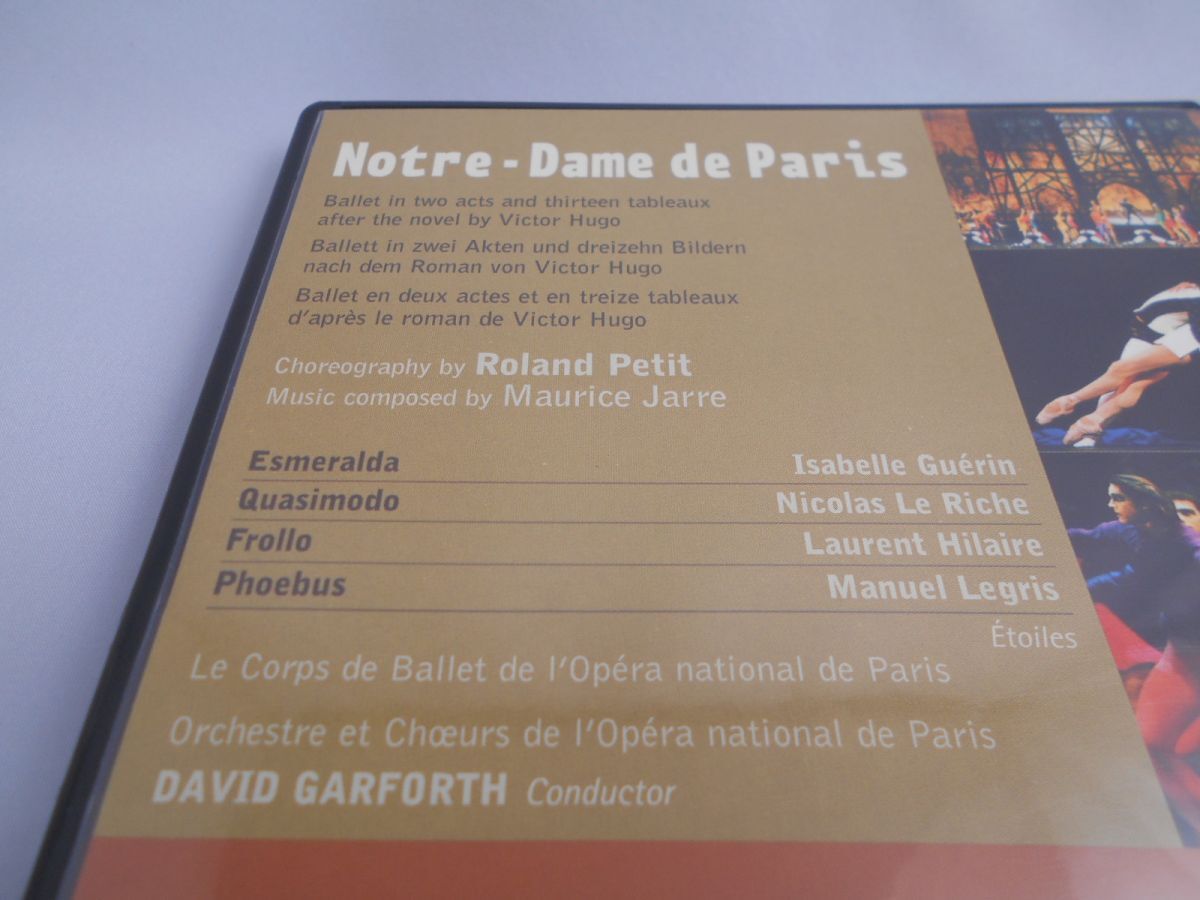 Notre-Dame de Paris
Ballet in two acts and thirteen tableaux
after the novel by Victor Hugo
Ballett in zwei Akten und dreizehn Bildern
nach dem Roman von Victor Hugo
Ballet en deux actes et en treize tableaux
d'après le roman de Victor Hugo
Choreography by Roland Petit
Music composed by Maurice Jarre
Esmeralda Isabelle Guérin
Quasimodo Nicolas Le Riche
Frollo Laurent Hilaire
Phoebus Manuel Legris
Étoiles
Le Corps de Ballet de l'Opéra national de Paris
Orchestre et Chœurs de l'Opéra national de Paris
DAVID GARFORTH Conductor